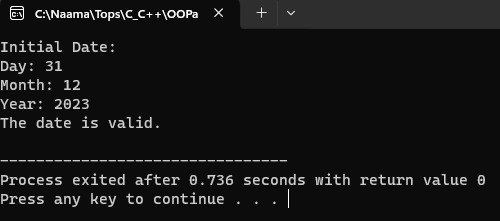 C:\Naama\Tops\C_C++\OOPa
Initial Date:
Day: 31
Month: 12
Year: 2023
The date is valid.
--------------------------------
Process exited after 0.736 seconds with return value 0
Press any key to continue . . .